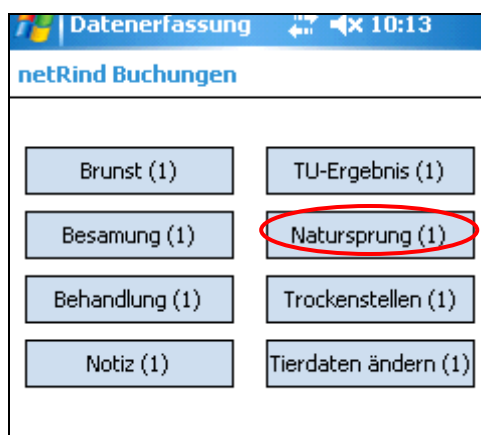 Datenerfassung 10:13
netRind Buchungen
Brunst (1) TU-Ergebnis (1)
Besamung (1) Natursprung (1)
Behandlung (1) Trockenstellen (1)
Notiz (1) Tierdaten ändern (1)